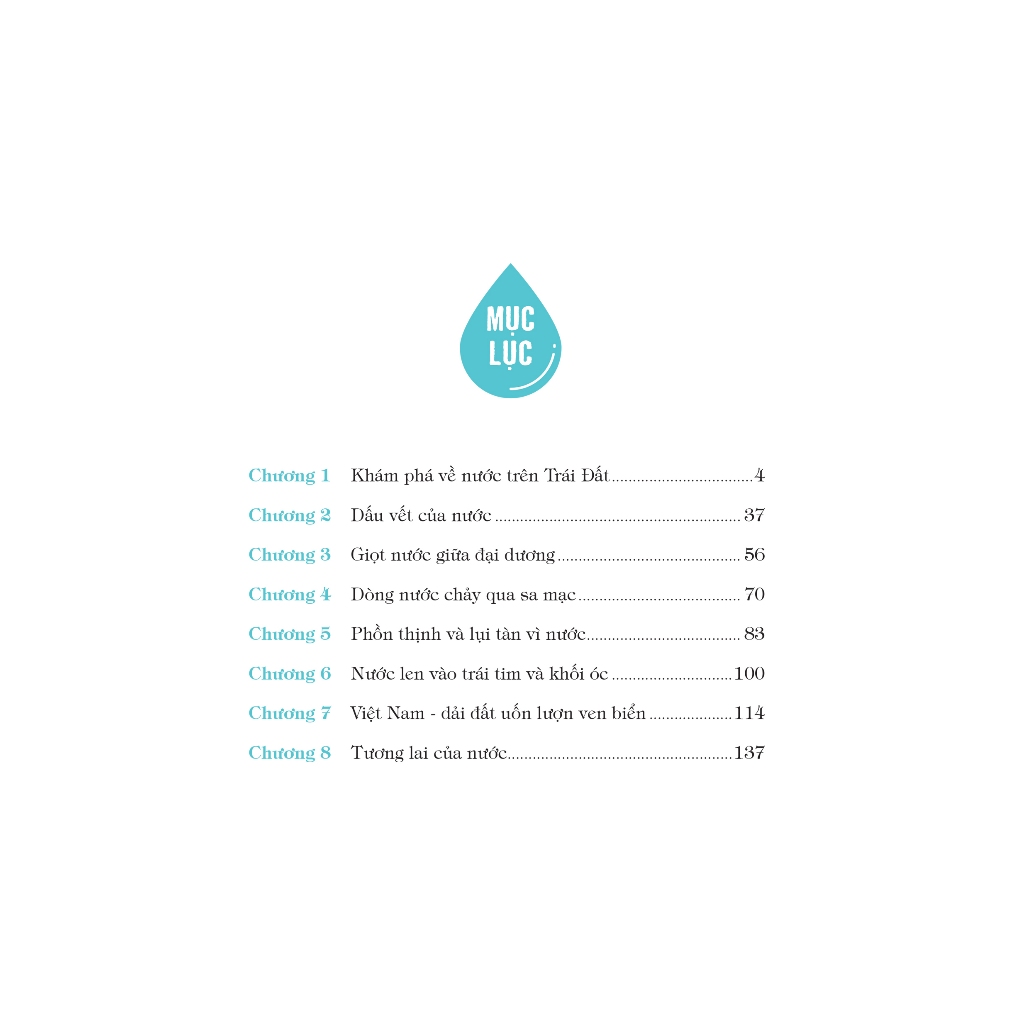 MỤC
LỤC
Chương 1 Khám phá về nước trên Trái Đất..................................4
Chương 2 Dấu vết của nước........................................................... 37
Chương 3 Giọt nước giữa đại dương............................................ 56
Chương 4 Dòng nước chảy qua sa mạc....................................... 70
Chương 5 Phồn thịnh và lụi tàn vì nước..................................... 83
Chương 6 Nước len vào trái tim và khối óc.............................100
Chương 7 Việt Nam - dải đất uốn lượn ven biển....................114
Chương 8 Tương lai của nước......................................................137